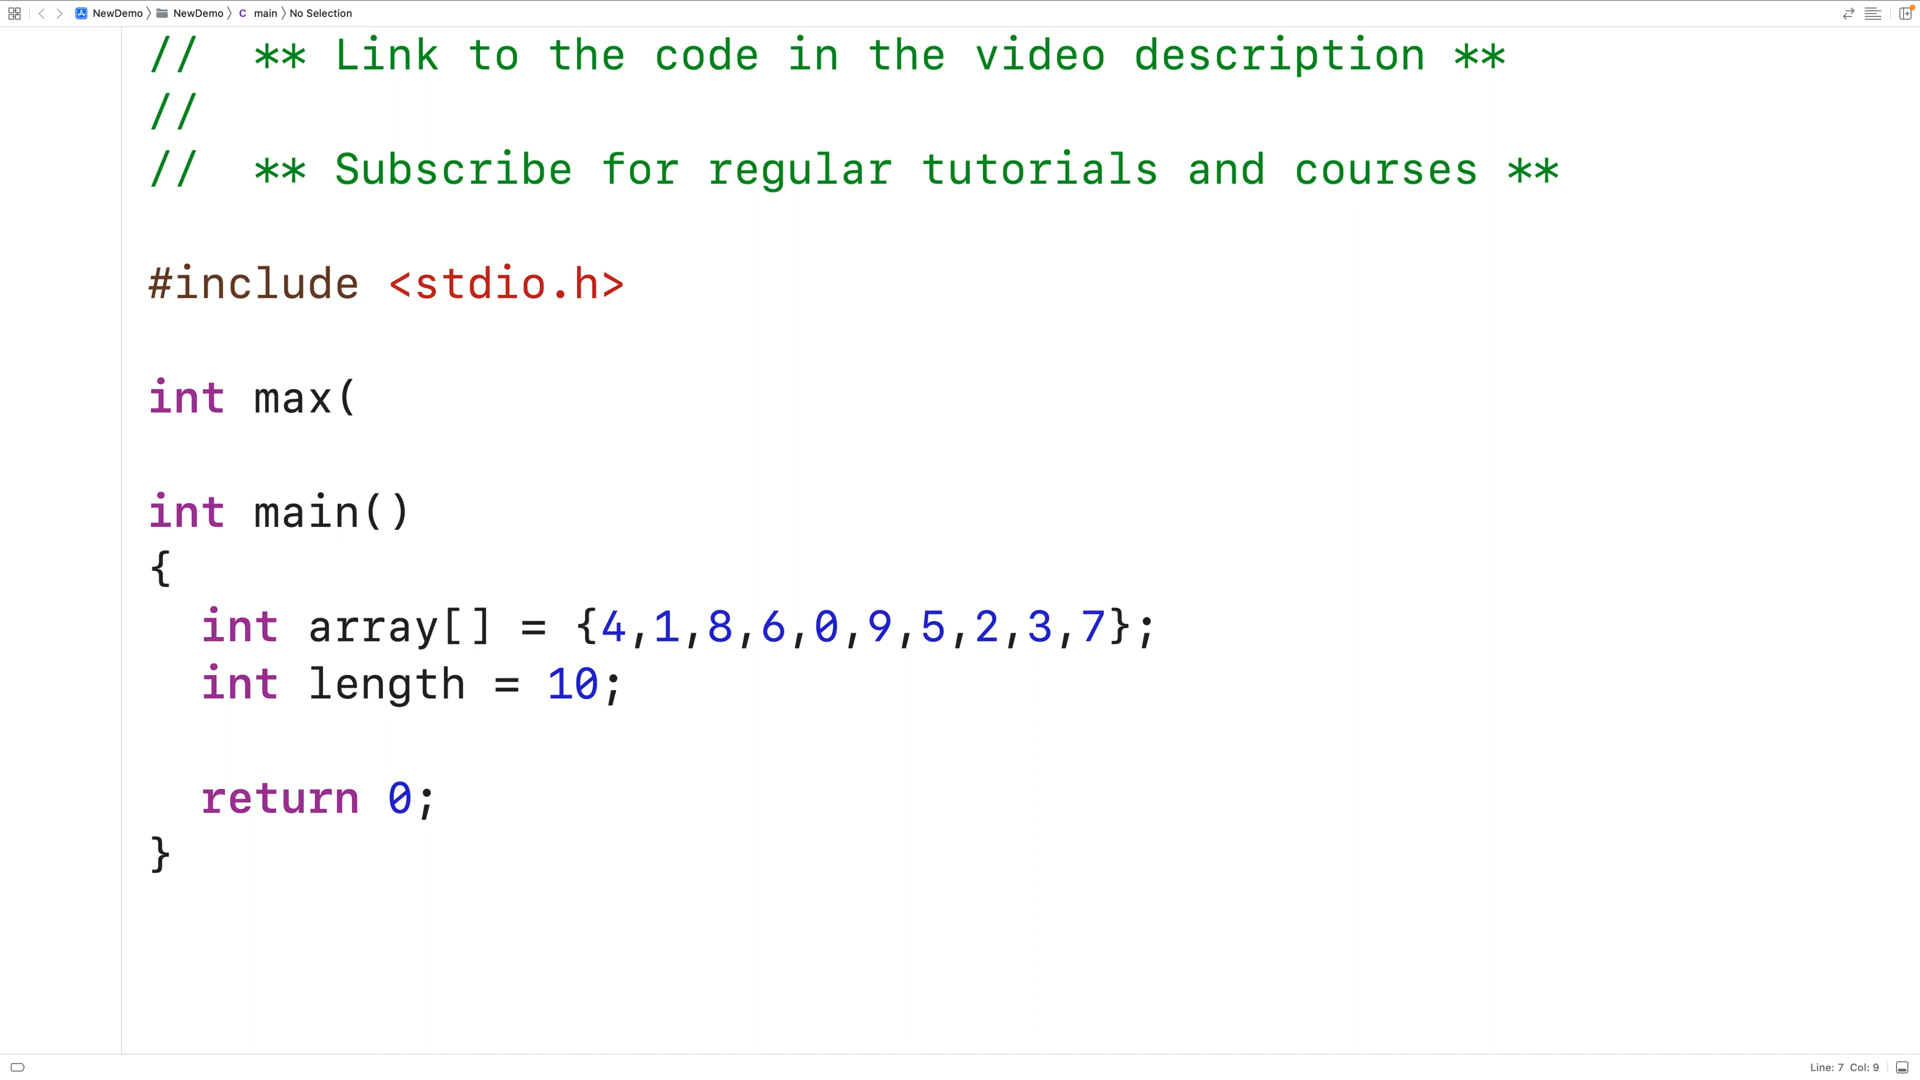 NewDemo NewDemo C main No Selection
// ** Link to the code in the video description **
//
// ** Subscribe for regular tutorials and courses **
#include <stdio.h>
int max(
int main()
{
int array[] = {4,1,8,6,0,9,5,2,3,7};
int length = 10;
return 0;
}
Line: 7 Col: 9